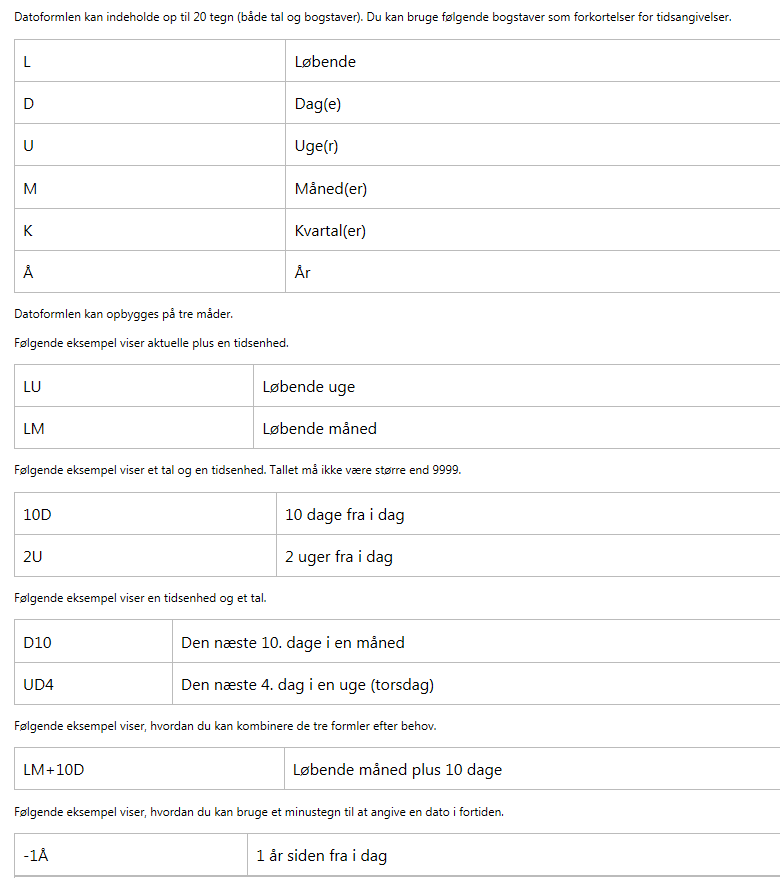 Datoformlen kan indeholde op til 20 tegn (både tal og bogstaver). Du kan bruge følgende bogstaver som forkortelser for tidsangivelser.
L Løbende
D Dag(e)
U Uge(r)
M Måned(er)
K Kvartal(er)
Å År
Datoformlen kan opbygges på tre måder.
Følgende eksempel viser aktuelle plus en tidsenhed.
LU Løbende uge
LM Løbende måned
Følgende eksempel viser et tal og en tidsenhed. Tallet må ikke være større end 9999.
10D 10 dage fra i dag
2U 2 uger fra i dag
Følgende eksempel viser en tidsenhed og et tal.
D10 Den næste 10. dage i en måned
UD4 Den næste 4. dag i en uge (torsdag)
Følgende eksempel viser, hvordan du kan kombinere de tre formler efter behov.
LM+10D Løbende måned plus 10 dage
Følgende eksempel viser, hvordan du kan bruge et minustegn til at angive en dato i fortiden.
-1Å 1 år siden fra i dag